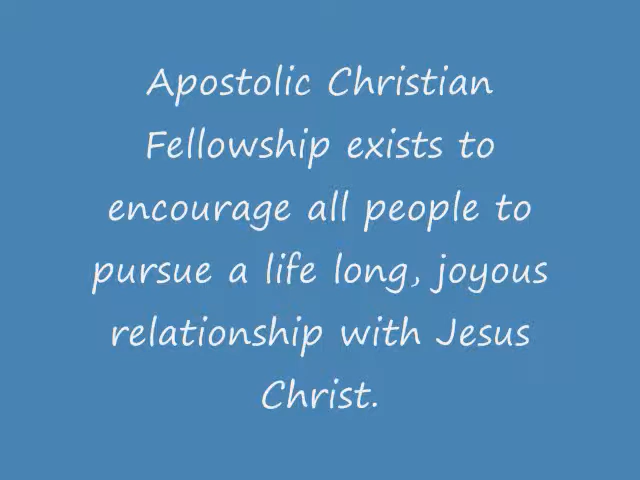 Apostolic Christian
Fellowship exists to
encourage all people to
pursue a life long, joyous
relationship with Jesus
Christ.